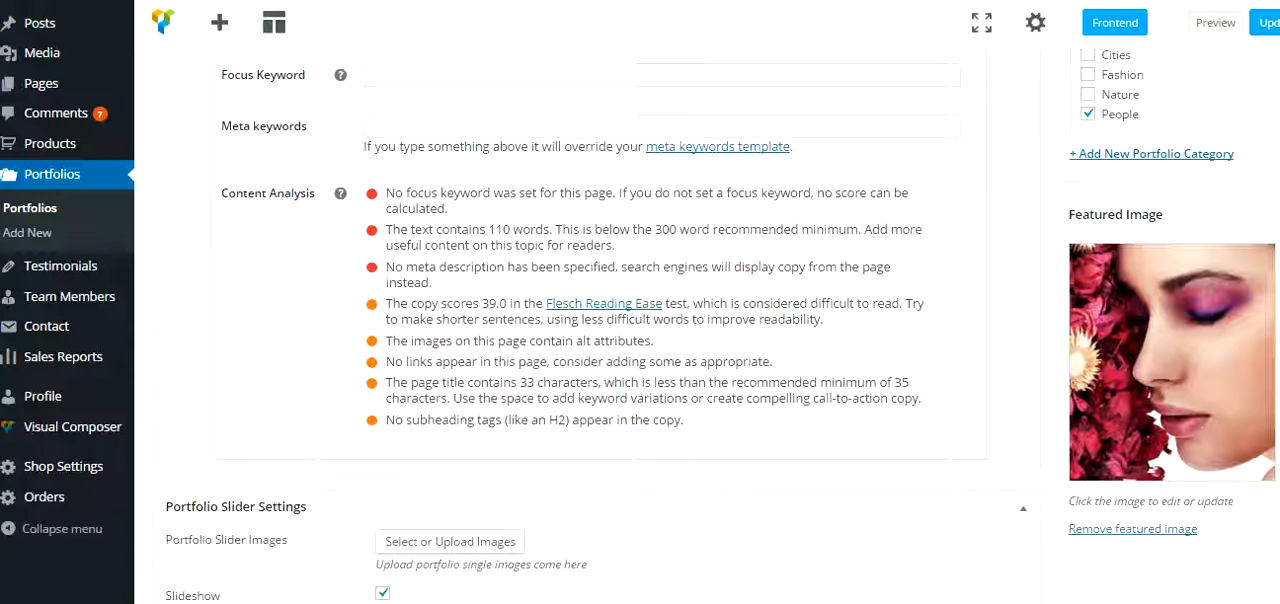 Posts
Media
Pages
Comments 7
Products
Portfolios
Portfolios
Add New
Testimonials
Team Members
Contact
Sales Reports
Profile
Visual Composer
Shop Settings
Orders
Collapse menu
Frontend
Preview
Upd
Focus Keyword
Meta keywords
If you type something above it will override your meta keywords template.
Content Analysis
No focus keyword was set for this page. If you do not set a focus keyword, no score can be
calculated.
The text contains 110 words. This is below the 300 word recommended minimum. Add more
useful content on this topic for readers.
No meta description has been specified, search engines will display copy from the page
instead.
The copy scores 39.0 in the Flesch Reading Ease test, which is considered difficult to read. Try
to make shorter sentences, using less difficult words to improve readability.
The images on this page contain alt attributes.
No links appear in this page, consider adding some as appropriate.
The page title contains 33 characters, which is less than the recommended minimum of 35
characters. Use the space to add keyword variations or create compelling call-to-action copy.
No subheading tags (like an H2) appear in the copy.
Portfolio Slider Settings
Portfolio Slider Images
Select or Upload Images
Upload portfolio single images come here
Slideshow
Cities
Fashion
Nature
People
+ Add New Portfolio Category
Featured Image
Click the image to edit or update
Remove featured image